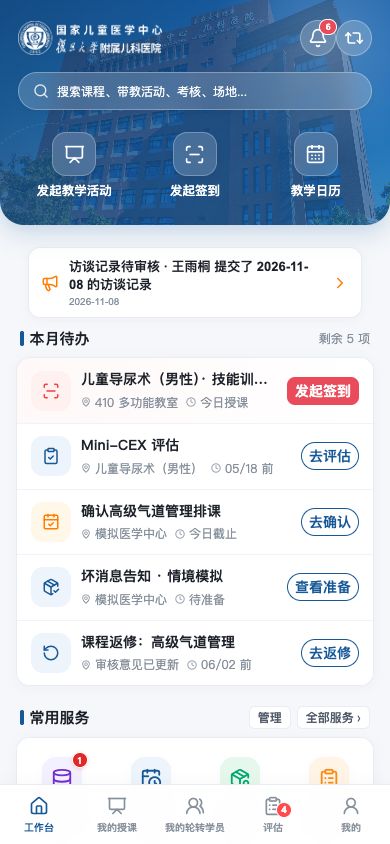 国家儿童医学中心
復旦大學附属儿科医院
6
搜索课程、带教活动、考核、场地...
发起教学活动
发起签到
教学日历
访谈记录待审核 · 王雨桐 提交了 2026-11-
08 的访谈记录
2026-11-08
本月待办
剩余 5 项
儿童导尿术（男性）· 技能训...
410 多功能教室 今日授课
发起签到
Mini-CEX 评估
儿童导尿术（男性） 05/18 前
去评估
确认高级气道管理排课
模拟医学中心 今日截止
去确认
坏消息告知 · 情境模拟
模拟医学中心 待准备
查看准备
课程返修：高级气道管理
审核意见已更新 06/02 前
去返修
常用服务
管理
全部服务 ›
1
4
工作台
我的授课
我的轮转学员
评估
我的